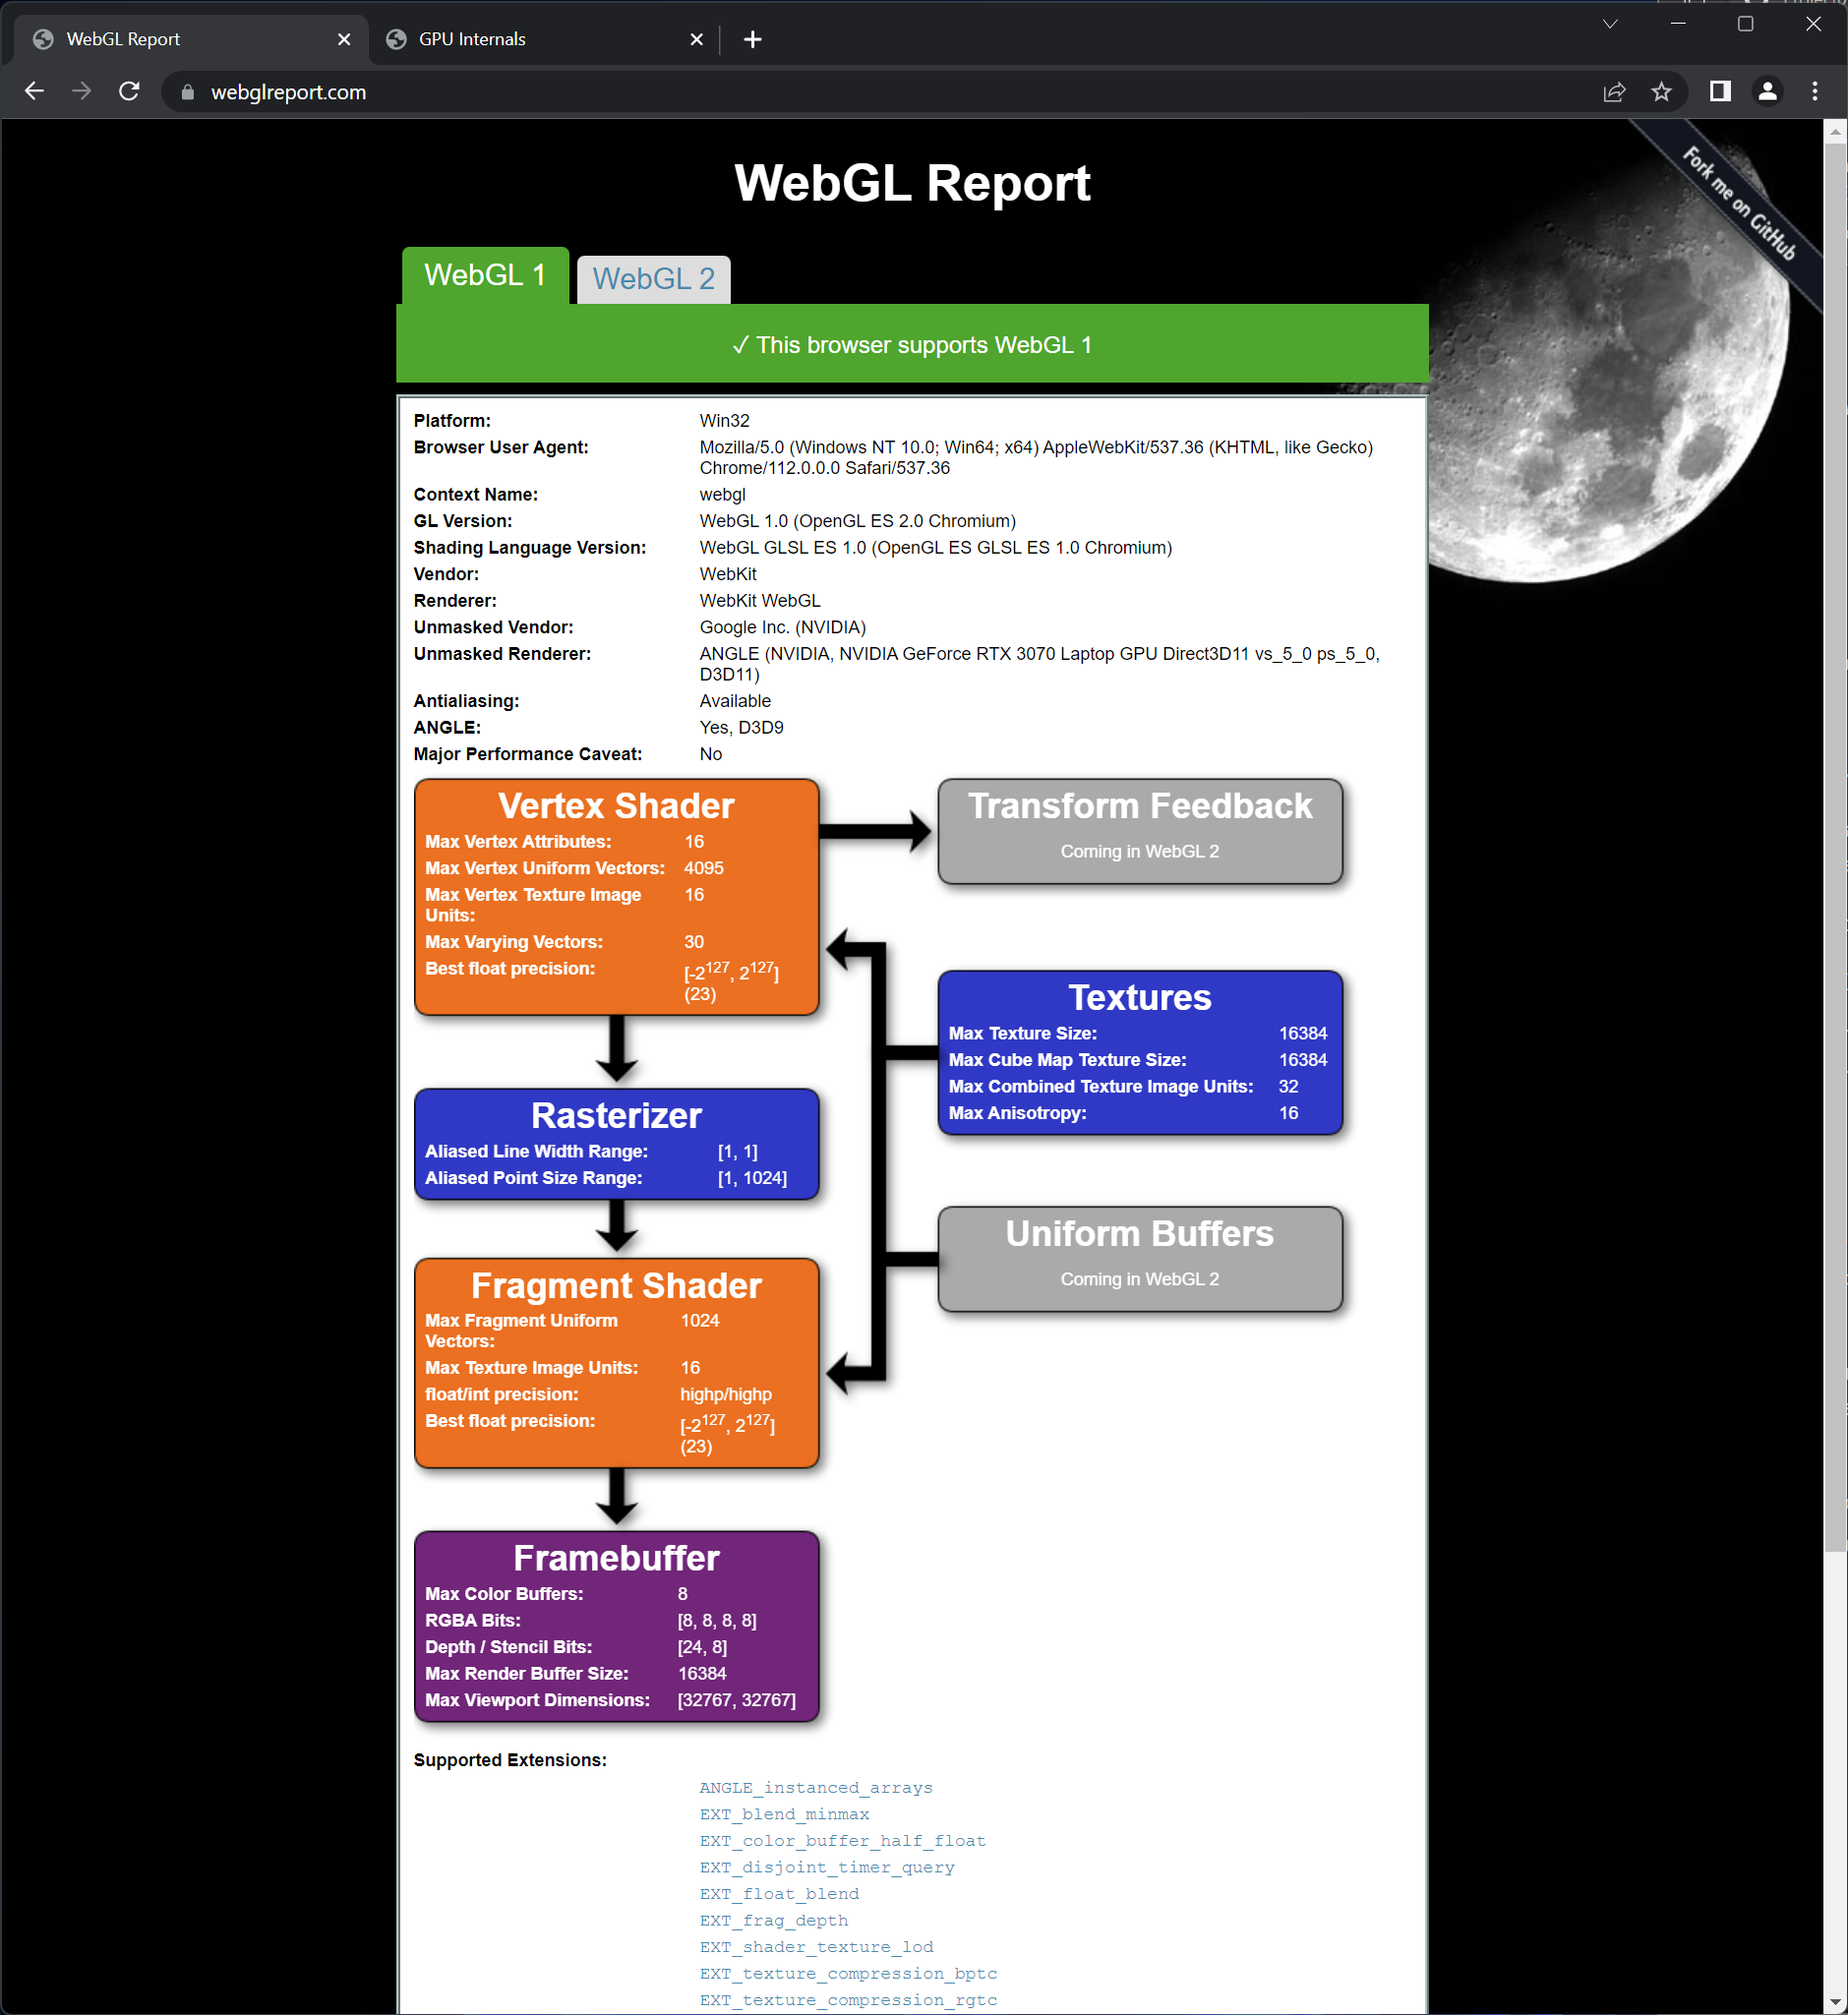 WebGL Report
GPU Internals
webglreport.com
Fork me on GitHub
WebGL Report
WebGL 1
WebGL 2
✓ This browser supports WebGL 1
Platform: Win32
Browser User Agent: Mozilla/5.0 (Windows NT 10.0; Win64; x64) AppleWebKit/537.36 (KHTML, like Gecko)
Chrome/112.0.0.0 Safari/537.36
Context Name: webgl
GL Version: WebGL 1.0 (OpenGL ES 2.0 Chromium)
Shading Language Version: WebGL GLSL ES 1.0 (OpenGL ES GLSL ES 1.0 Chromium)
Vendor: WebKit
Renderer: WebKit WebGL
Unmasked Vendor: Google Inc. (NVIDIA)
Unmasked Renderer: ANGLE (NVIDIA, NVIDIA GeForce RTX 3070 Laptop GPU Direct3D11 vs_5_0 ps_5_0,
D3D11)
Antialiasing: Available
ANGLE: Yes, D3D9
Major Performance Caveat: No
Vertex Shader
Max Vertex Attributes: 16
Max Vertex Uniform Vectors: 4095
Max Vertex Texture Image 16
Units:
Max Varying Vectors: 30
Best float precision: [-2^127, 2^127]
(23)
Transform Feedback
Coming in WebGL 2
Textures
Max Texture Size: 16384
Max Cube Map Texture Size: 16384
Max Combined Texture Image Units: 32
Max Anisotropy: 16
Rasterizer
Aliased Line Width Range: [1, 1]
Aliased Point Size Range: [1, 1024]
Uniform Buffers
Coming in WebGL 2
Fragment Shader
Max Fragment Uniform 1024
Vectors:
Max Texture Image Units: 16
float/int precision: highp/highp
Best float precision: [-2^127, 2^127]
(23)
Framebuffer
Max Color Buffers: 8
RGBA Bits: [8, 8, 8, 8]
Depth / Stencil Bits: [24, 8]
Max Render Buffer Size: 16384
Max Viewport Dimensions: [32767, 32767]
Supported Extensions:
ANGLE_instanced_arrays
EXT_blend_minmax
EXT_color_buffer_half_float
EXT_disjoint_timer_query
EXT_float_blend
EXT_frag_depth
EXT_shader_texture_lod
EXT_texture_compression_bptc
EXT_texture_compression_rgtc